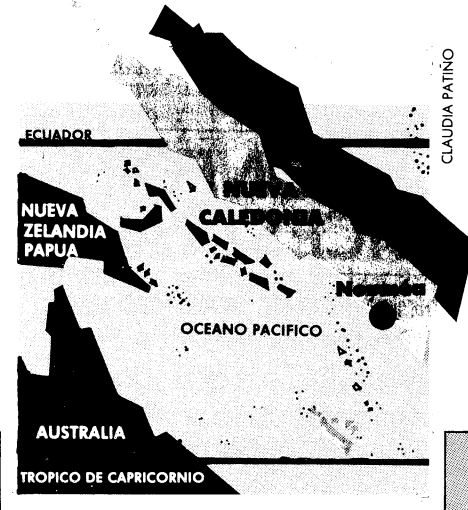 CLAUDIA PATIÑO
ECUADOR
NUEVA
CALEDONIA
NUEVA
ZELANDIA
PAPUA
OCEANO PACIFICO
AUSTRALIA
TROPICO DE CAPRICORNIO